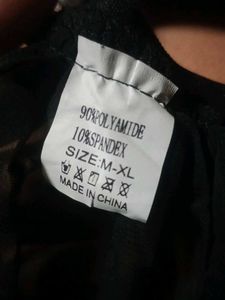 90%POLYAMIDE
10%SPANDEX
SIZE:M-XL
MADE IN CHINA